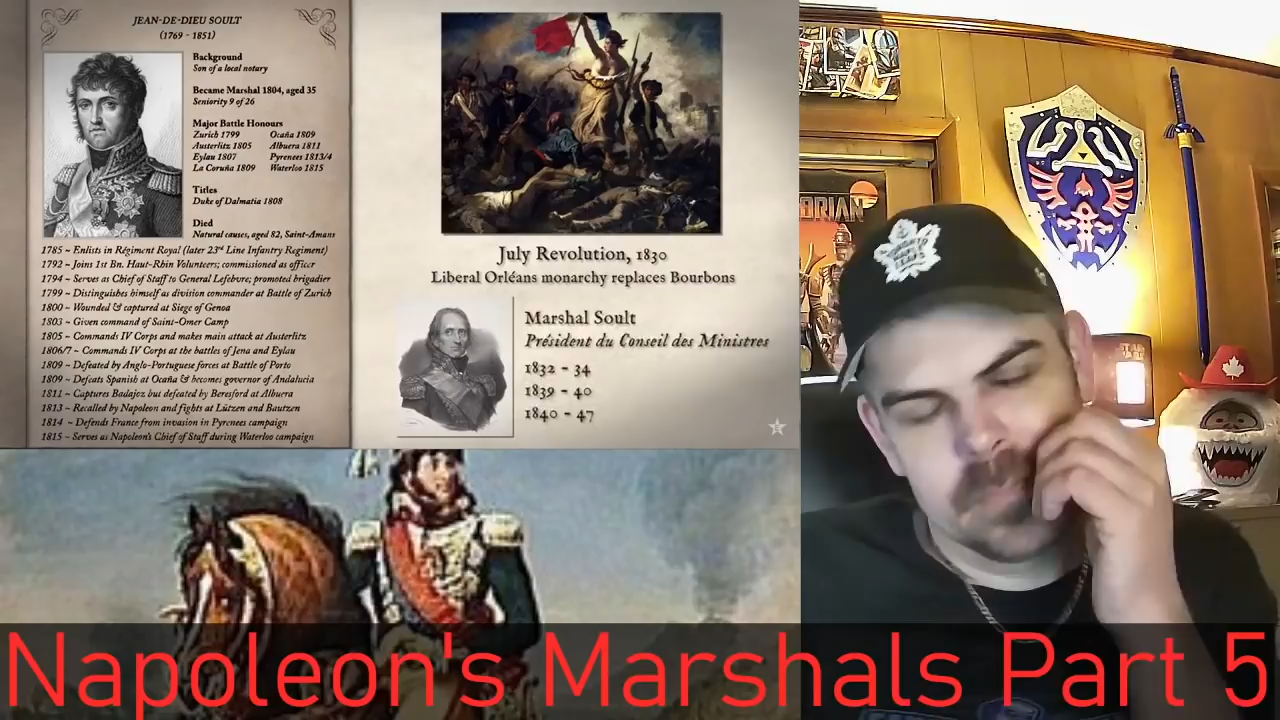 JEAN-DE-DIEU SOULT
(1769 - 1851)
Background
Son of a local notary
Became Marshal 1804, aged 35
Seniority 9 of 26
Major Battle Honours
Zurich 1799 Ocaña 1809
Austerlitz 1805 Albuera 1811
Eylau 1807 Pyrenees 1813/4
La Coruña 1809 Waterloo 1815
Titles
Duke of Dalmatia 1808
Died
Natural causes, aged 82, Saint-Amans
1785 ~ Enlists in Régiment Royal (later 23rd Line Infantry Regiment)
1792 ~ Joins 1st Bn. Haut-Rhin Volunteers; commissioned as officer
1794 ~ Serves as Chief of Staff to General Lefebvre; promoted brigadier
1799 ~ Distinguishes himself as division commander at Battle of Zurich
1800 ~ Wounded & captured at Siege of Genoa
1803 ~ Given command of Saint-Omer Camp
1805 ~ Commands IV Corps and makes main attack at Austerlitz
1806/7 ~ Commands IV Corps at the battles of Jena and Eylau
1809 ~ Defeated by Anglo-Portuguese forces at Battle of Porto
1809 ~ Defeats Spanish at Ocaña & becomes governor of Andalucia
1811 ~ Captures Badajoz but defeated by Beresford at Albuera
1813 ~ Recalled by Napoleon and fights at Lützen and Bautzen
1814 ~ Defends France from invasion in Pyrenees campaign
1815 ~ Serves as Napoleon's Chief of Staff during Waterloo campaign
July Revolution, 1830
Liberal Orléans monarchy replaces Bourbons
Marshal Soult
Président du Conseil des Ministres
1832 - 34
1839 - 40
1840 - 47
ORIAN
Napoleon's Marshals Part 5